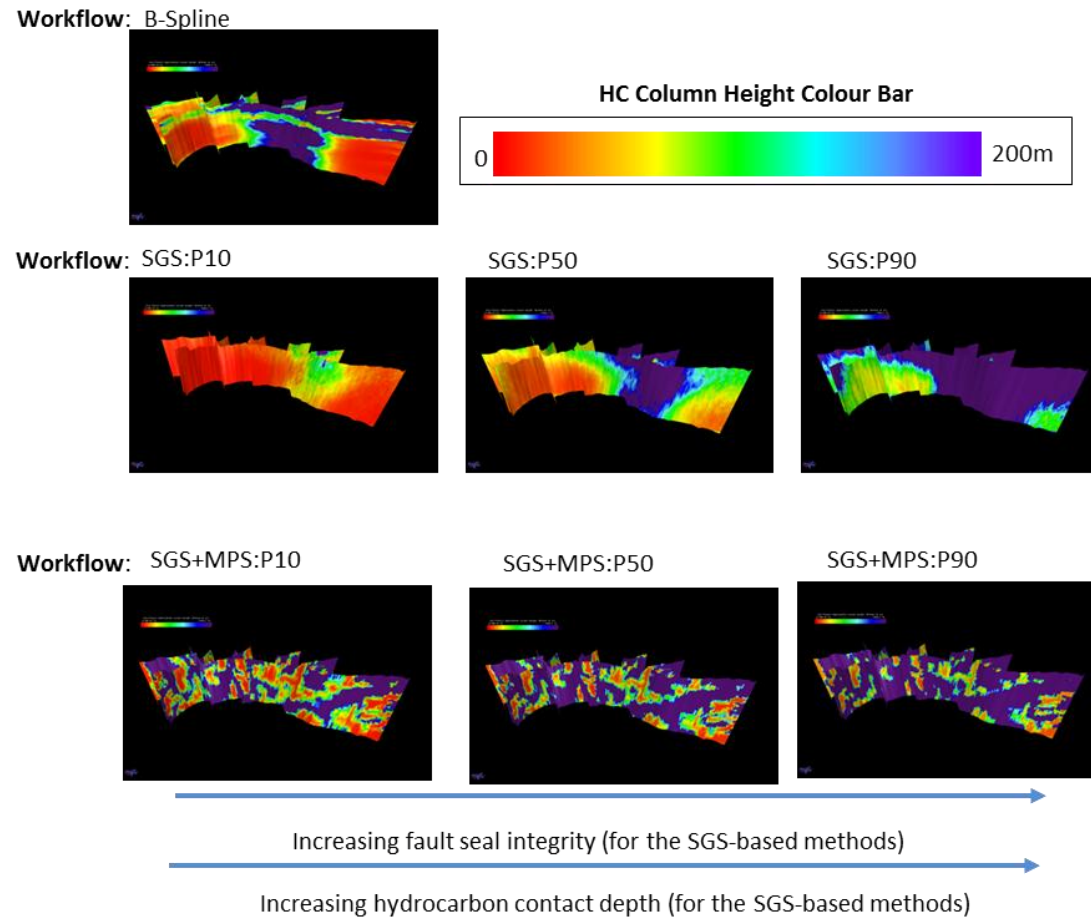 Workflow: B-Spline
HC Column Height Colour Bar
0
200m
Workflow: SGS:P10
SGS:P50
SGS:P90
Workflow: SGS+MPS:P10
SGS+MPS:P50
SGS+MPS:P90
Increasing fault seal integrity (for the SGS-based methods)
Increasing hydrocarbon contact depth (for the SGS-based methods)